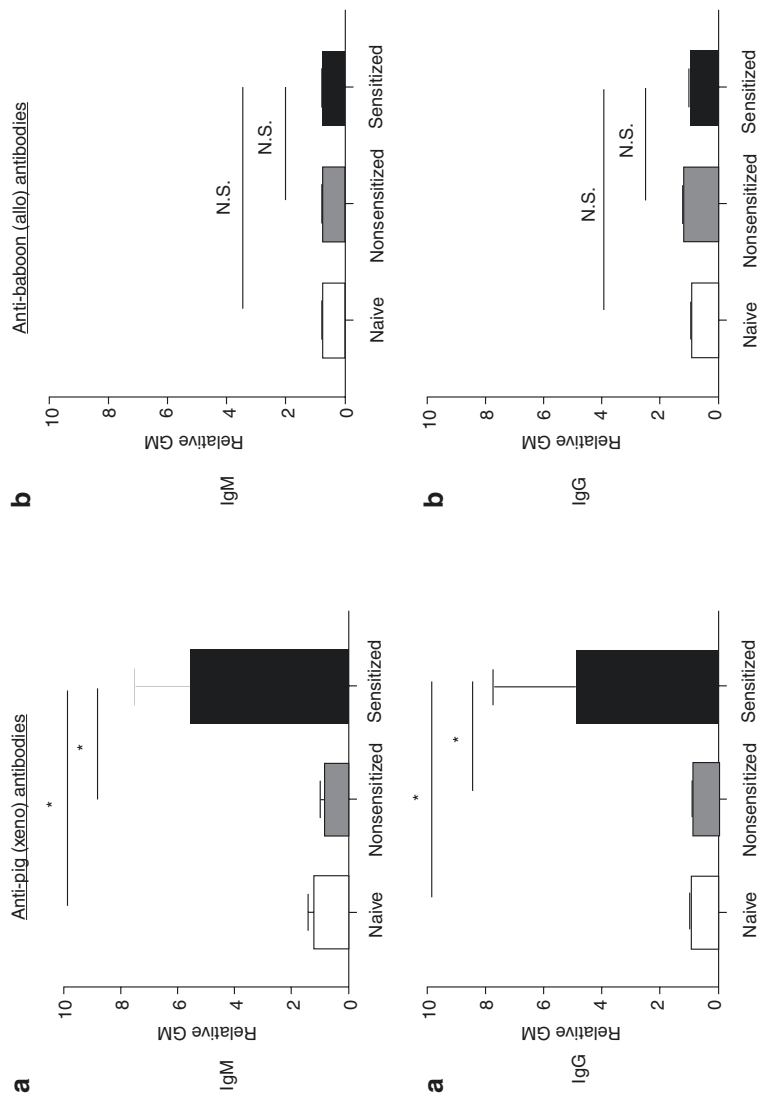 a
Anti-pig (xeno) antibodies
IgM
Relative GM
10
8
6
4
2
0
*
*
Naive
Nonsensitized
Sensitized
b
Anti-baboon (allo) antibodies
IgM
Relative GM
10
8
6
4
2
0
N.S.
N.S.
Naive
Nonsensitized
Sensitized
a
IgG
Relative GM
10
8
6
4
2
0
*
*
Naive
Nonsensitized
Sensitized
b
IgG
Relative GM
10
8
6
4
2
0
N.S.
N.S.
Naive
Nonsensitized
Sensitized